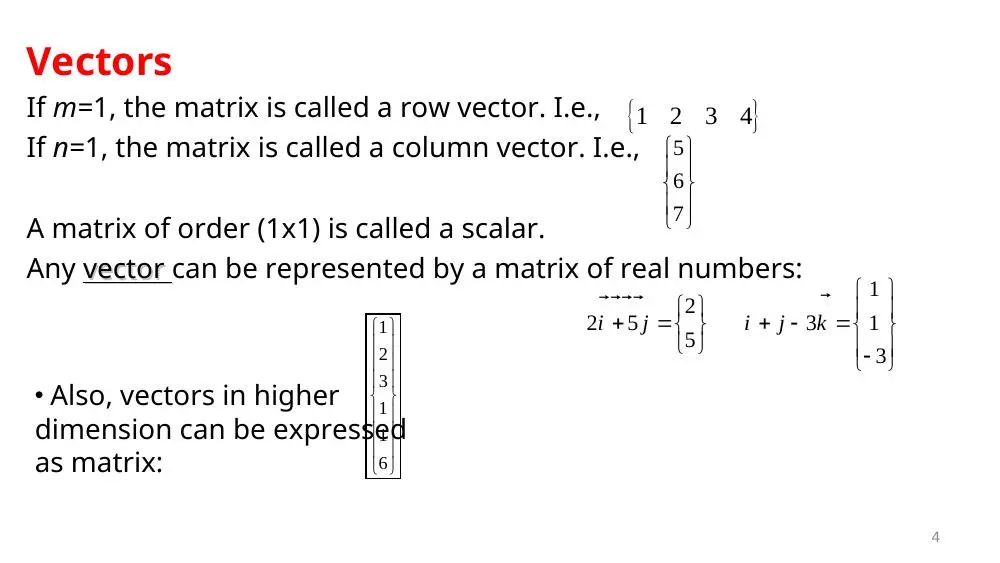 Vectors
If m=1, the matrix is called a row vector. I.e., {1 2 3 4}
If n=1, the matrix is called a column vector. I.e.,
{5
6
7}
A matrix of order (1x1) is called a scalar.
Any vector can be represented by a matrix of real numbers:
2i + 5j = {2
5}
i + j - 3k = {1
1
-3}
{1
2
3
1
1
6}
• Also, vectors in higher
dimension can be expressed
as matrix:
4